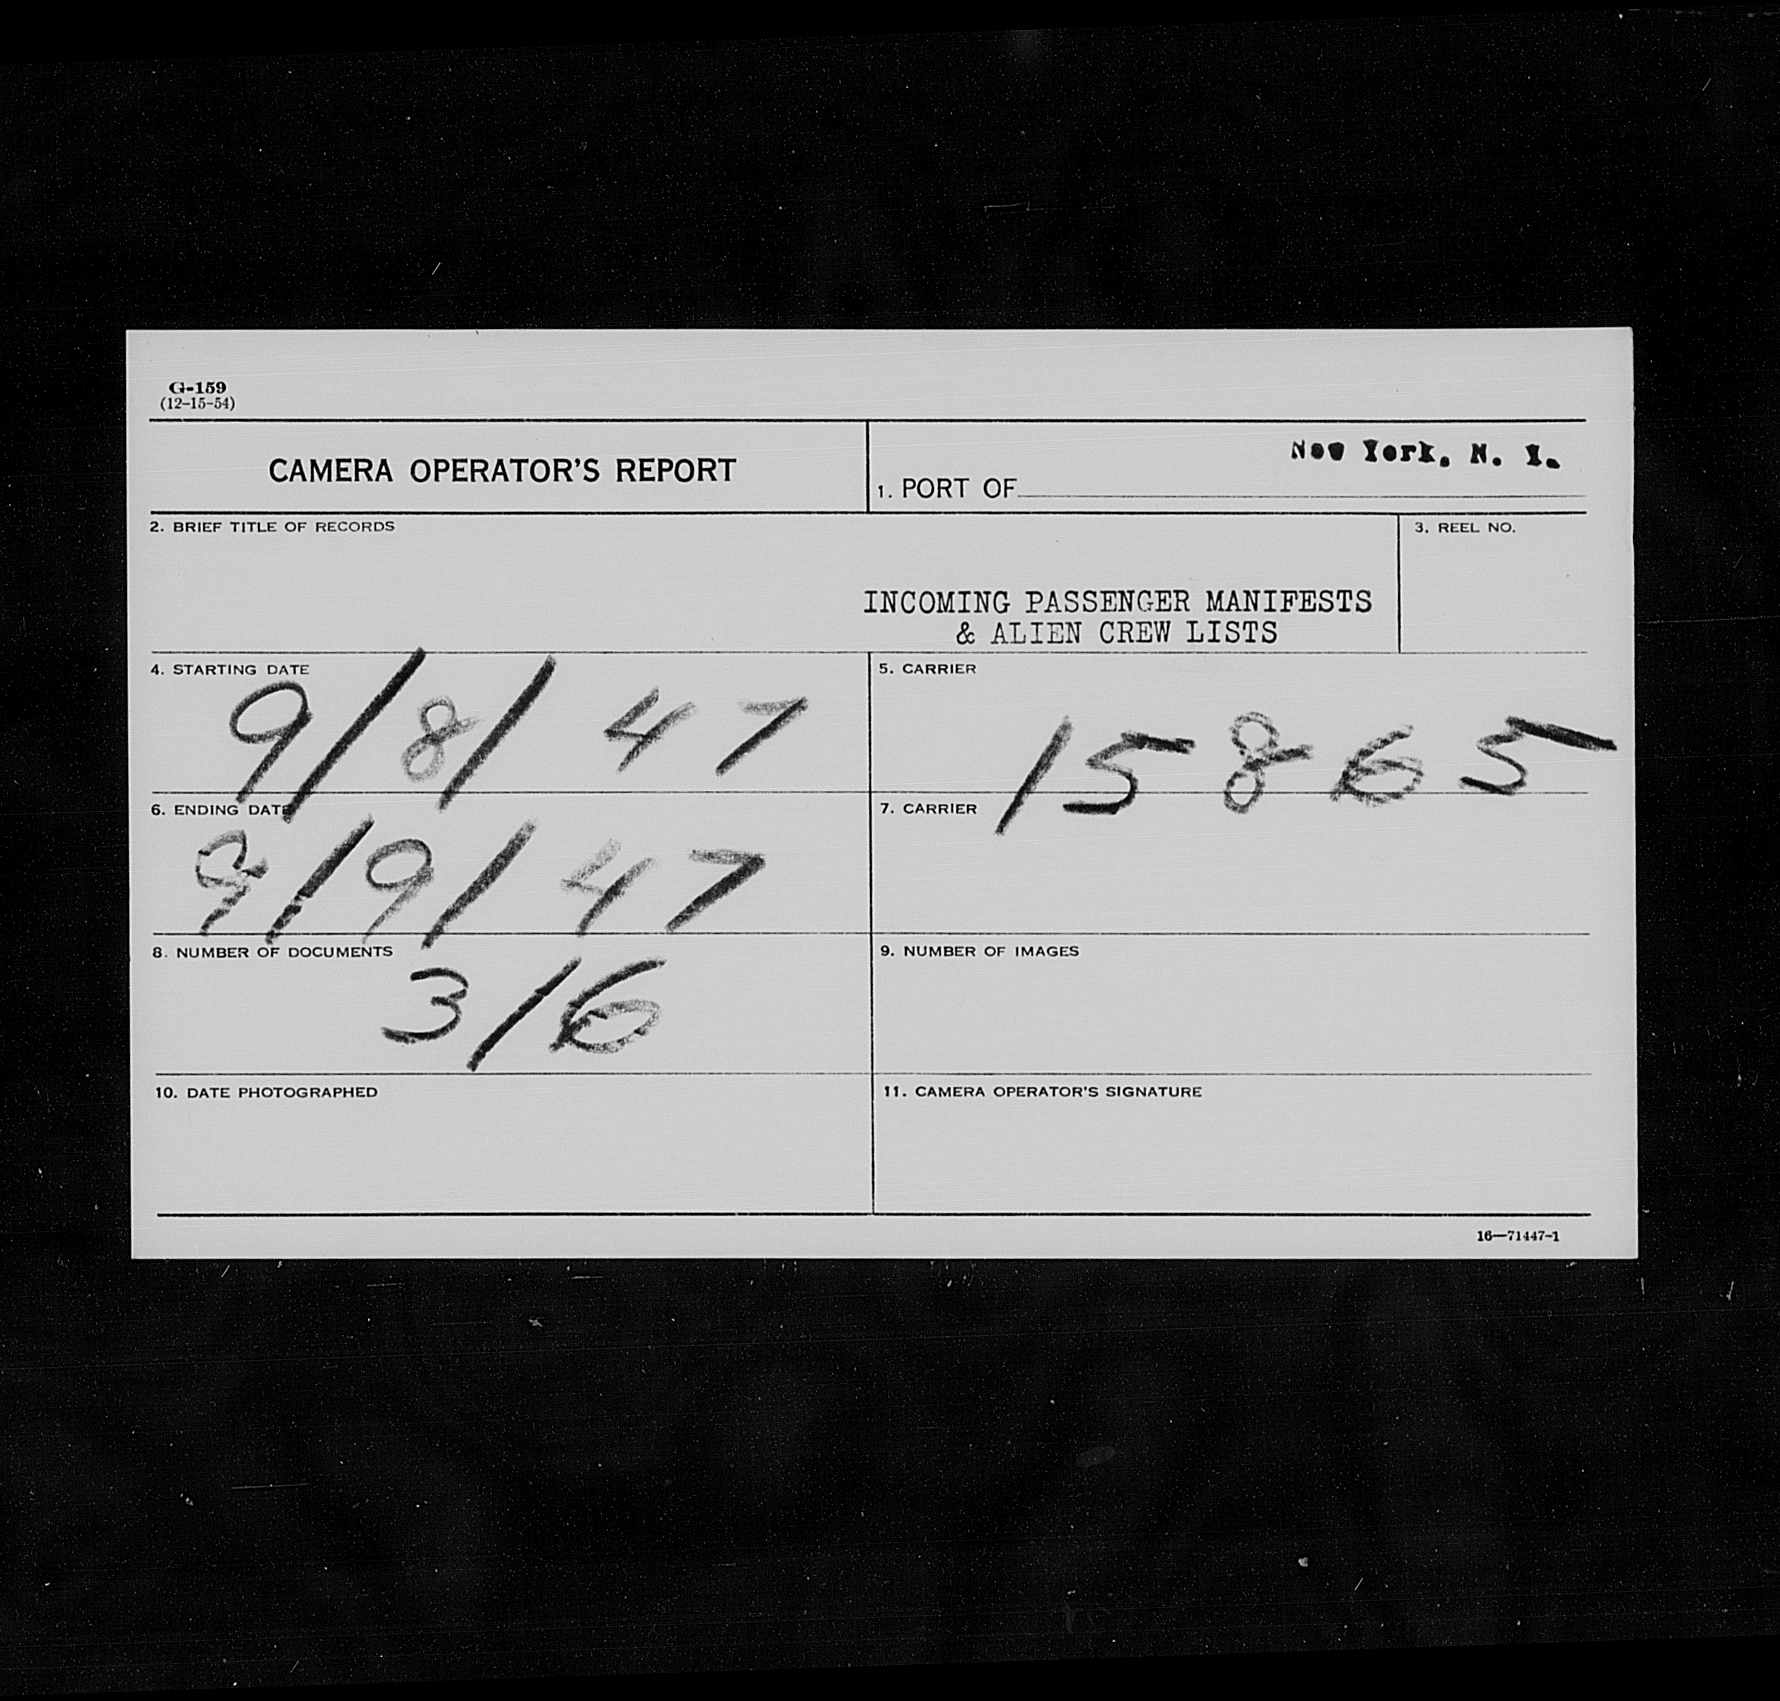 G-159
(12-15-54)
CAMERA OPERATOR'S REPORT
New York, N. Y.
1. PORT OF
2. BRIEF TITLE OF RECORDS
3. REEL NO.
INCOMING PASSENGER MANIFESTS
& ALIEN CREW LISTS
4. STARTING DATE
9/8/47
5. CARRIER
15865
6. ENDING DATE
9/9/47
7. CARRIER
8. NUMBER OF DOCUMENTS
316
9. NUMBER OF IMAGES
10. DATE PHOTOGRAPHED
11. CAMERA OPERATOR'S SIGNATURE
16—71447-1